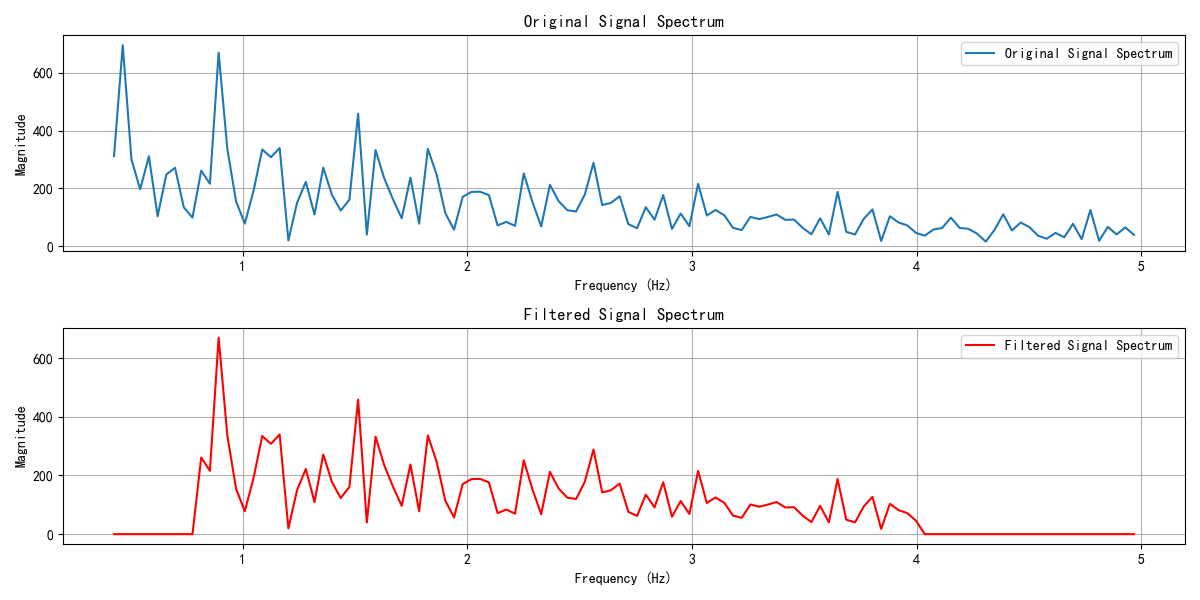 Original Signal Spectrum
Original Signal Spectrum
Magnitude
600
400
200
0
1
2
3
4
5
Frequency (Hz)
Filtered Signal Spectrum
Filtered Signal Spectrum
Magnitude
600
400
200
0
1
2
3
4
5
Frequency (Hz)